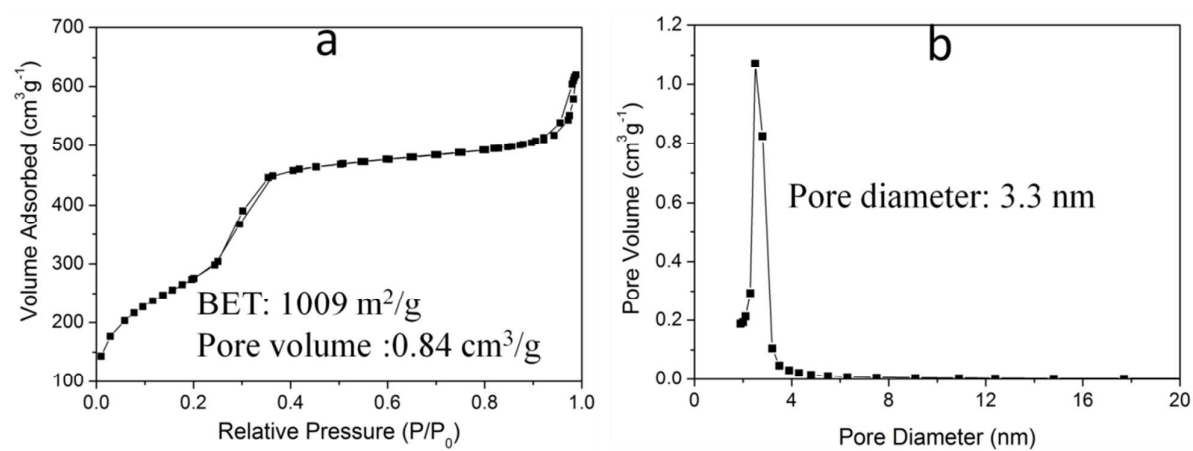 a
700
600
500
400
300
200
100
Volume Adsorbed (cm³g⁻¹)
BET: 1009 m²/g
Pore volume :0.84 cm³/g
0.0 0.2 0.4 0.6 0.8 1.0
Relative Pressure (P/P₀)
b
1.2
1.0
0.8
0.6
0.4
0.2
0.0
Pore Volume (cm³g⁻¹)
Pore diameter: 3.3 nm
0 4 8 12 16 20
Pore Diameter (nm)